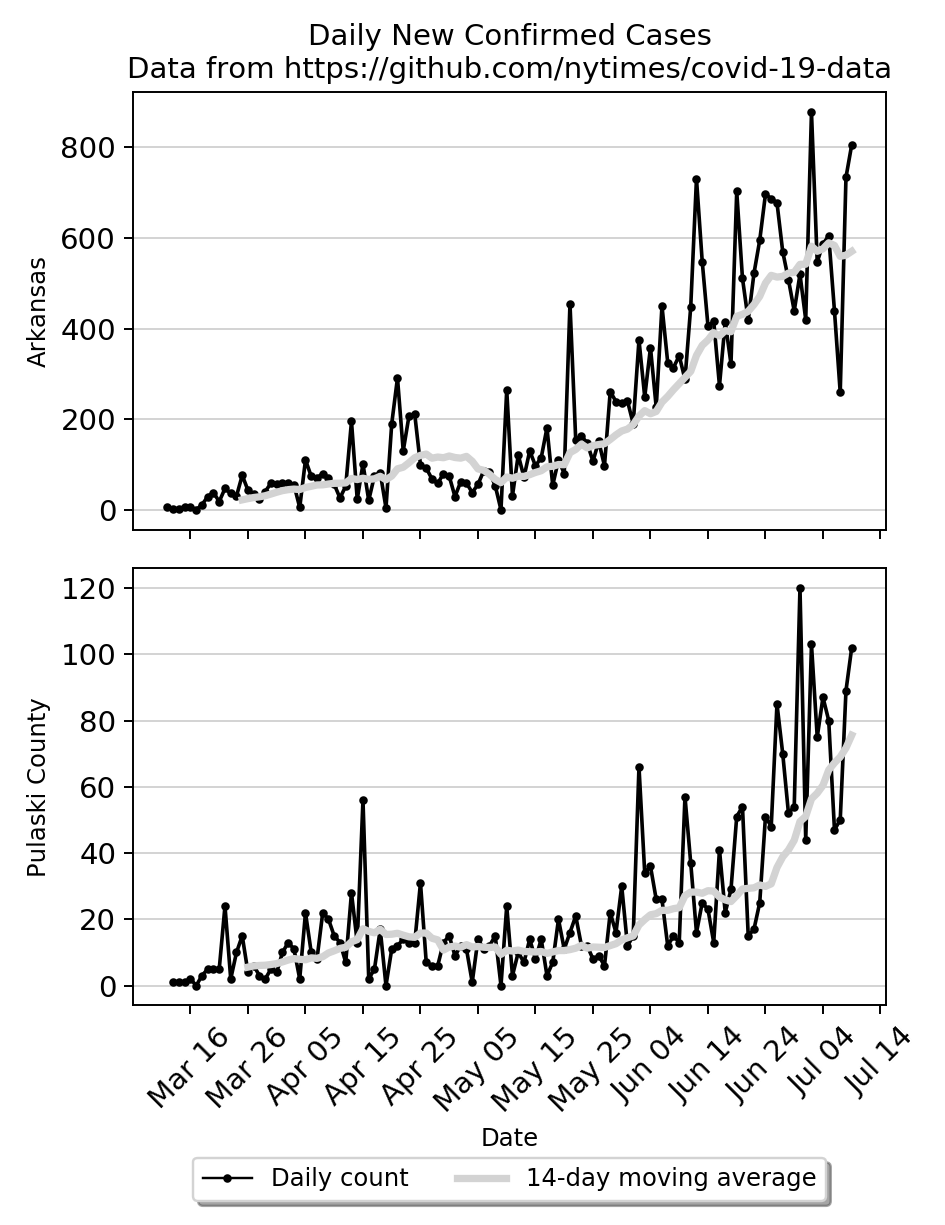 Daily New Confirmed Cases
Data from https://github.com/nytimes/covid-19-data
800
600
400
200
0
Arkansas
120
100
80
60
40
20
0
Pulaski County
Mar 16
Mar 26
Apr 05
Apr 15
Apr 25
May 05
May 15
May 25
Jun 04
Jun 14
Jun 24
Jul 04
Jul 14
Date
Daily count
14-day moving average